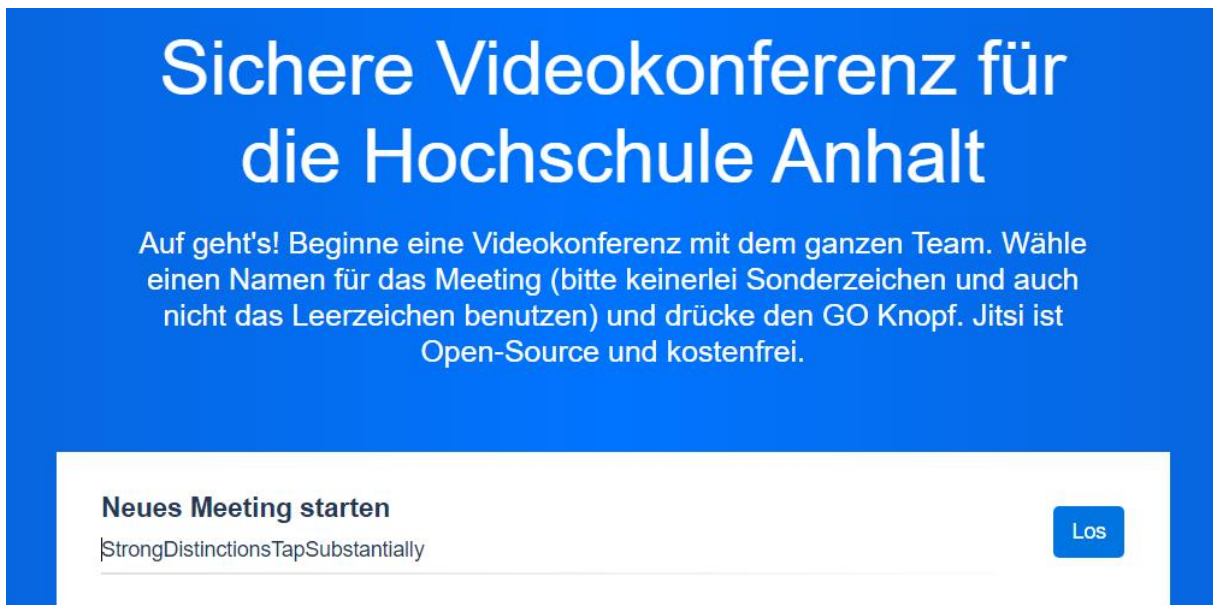 Sichere Videokonferenz für
die Hochschule Anhalt
Auf geht's! Beginne eine Videokonferenz mit dem ganzen Team. Wähle
einen Namen für das Meeting (bitte keinerlei Sonderzeichen und auch
nicht das Leerzeichen benutzen) und drücke den GO Knopf. Jitsi ist
Open-Source und kostenfrei.
Neues Meeting starten
StrongDistinctionsTapSubstantially
Los